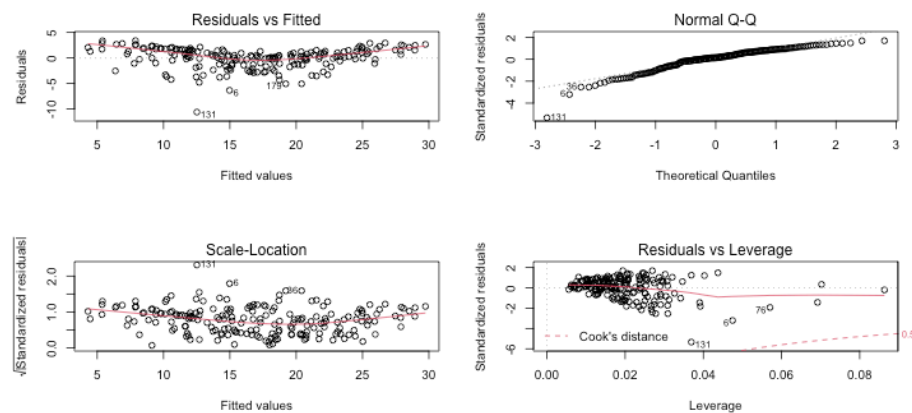 Residuals vs Fitted
Residuals
5
0
-5
-10
179
6
131
5 10 15 20 25 30
Fitted values
Normal Q-Q
Standardized residuals
2
0
-2
-4
36
6
131
-3 -2 -1 0 1 2 3
Theoretical Quantiles
Scale-Location
√|Standardized residuals|
2.0
1.0
0.0
131
6
36
5 10 15 20 25 30
Fitted values
Residuals vs Leverage
Standardized residuals
2
0
-2
-6
76
6
131
Cook's distance
0.5
0.00 0.02 0.04 0.06 0.08
Leverage